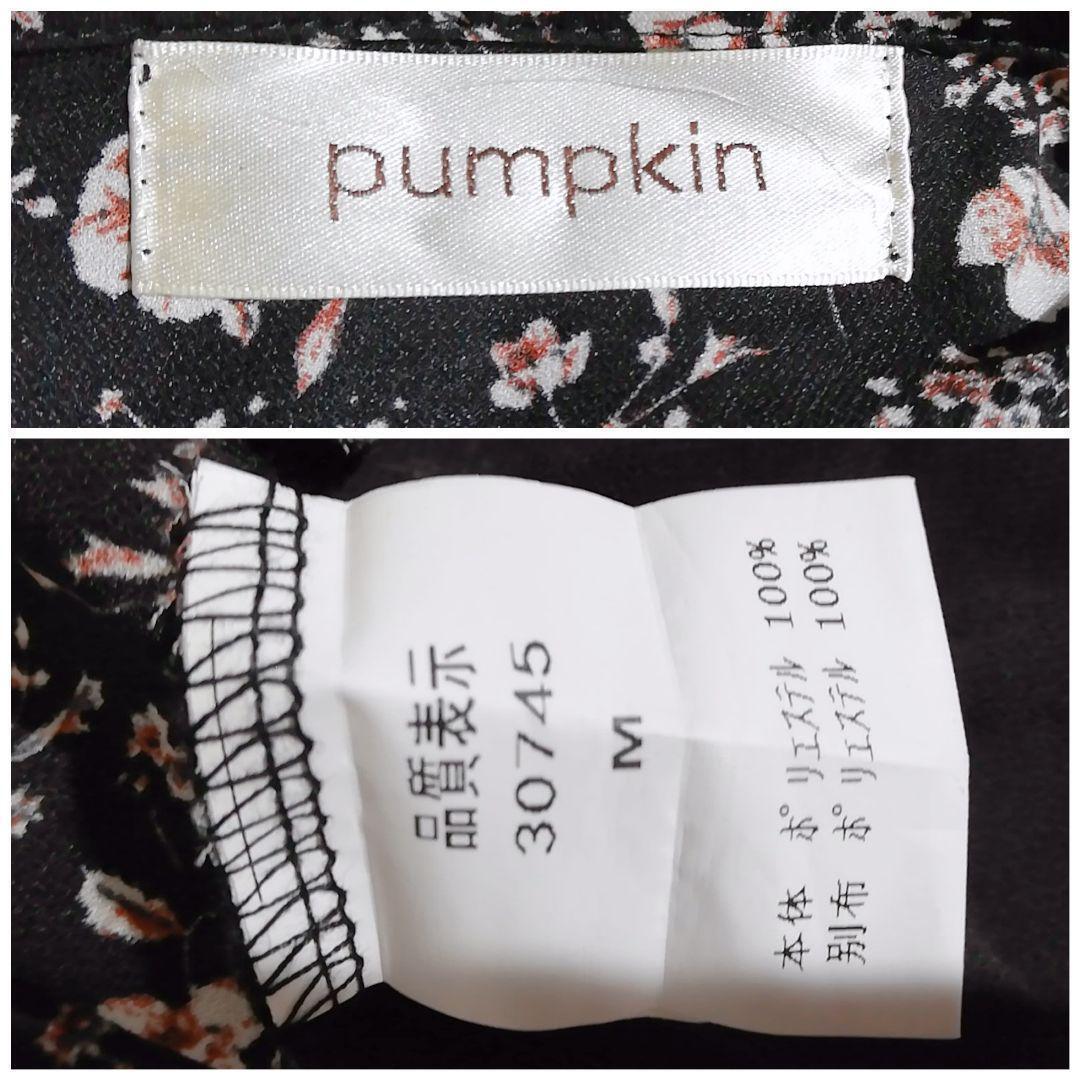 pumpkin
品質表示
30745
M
本体 ポリエステル 100%
別布 ポリエステル 100%